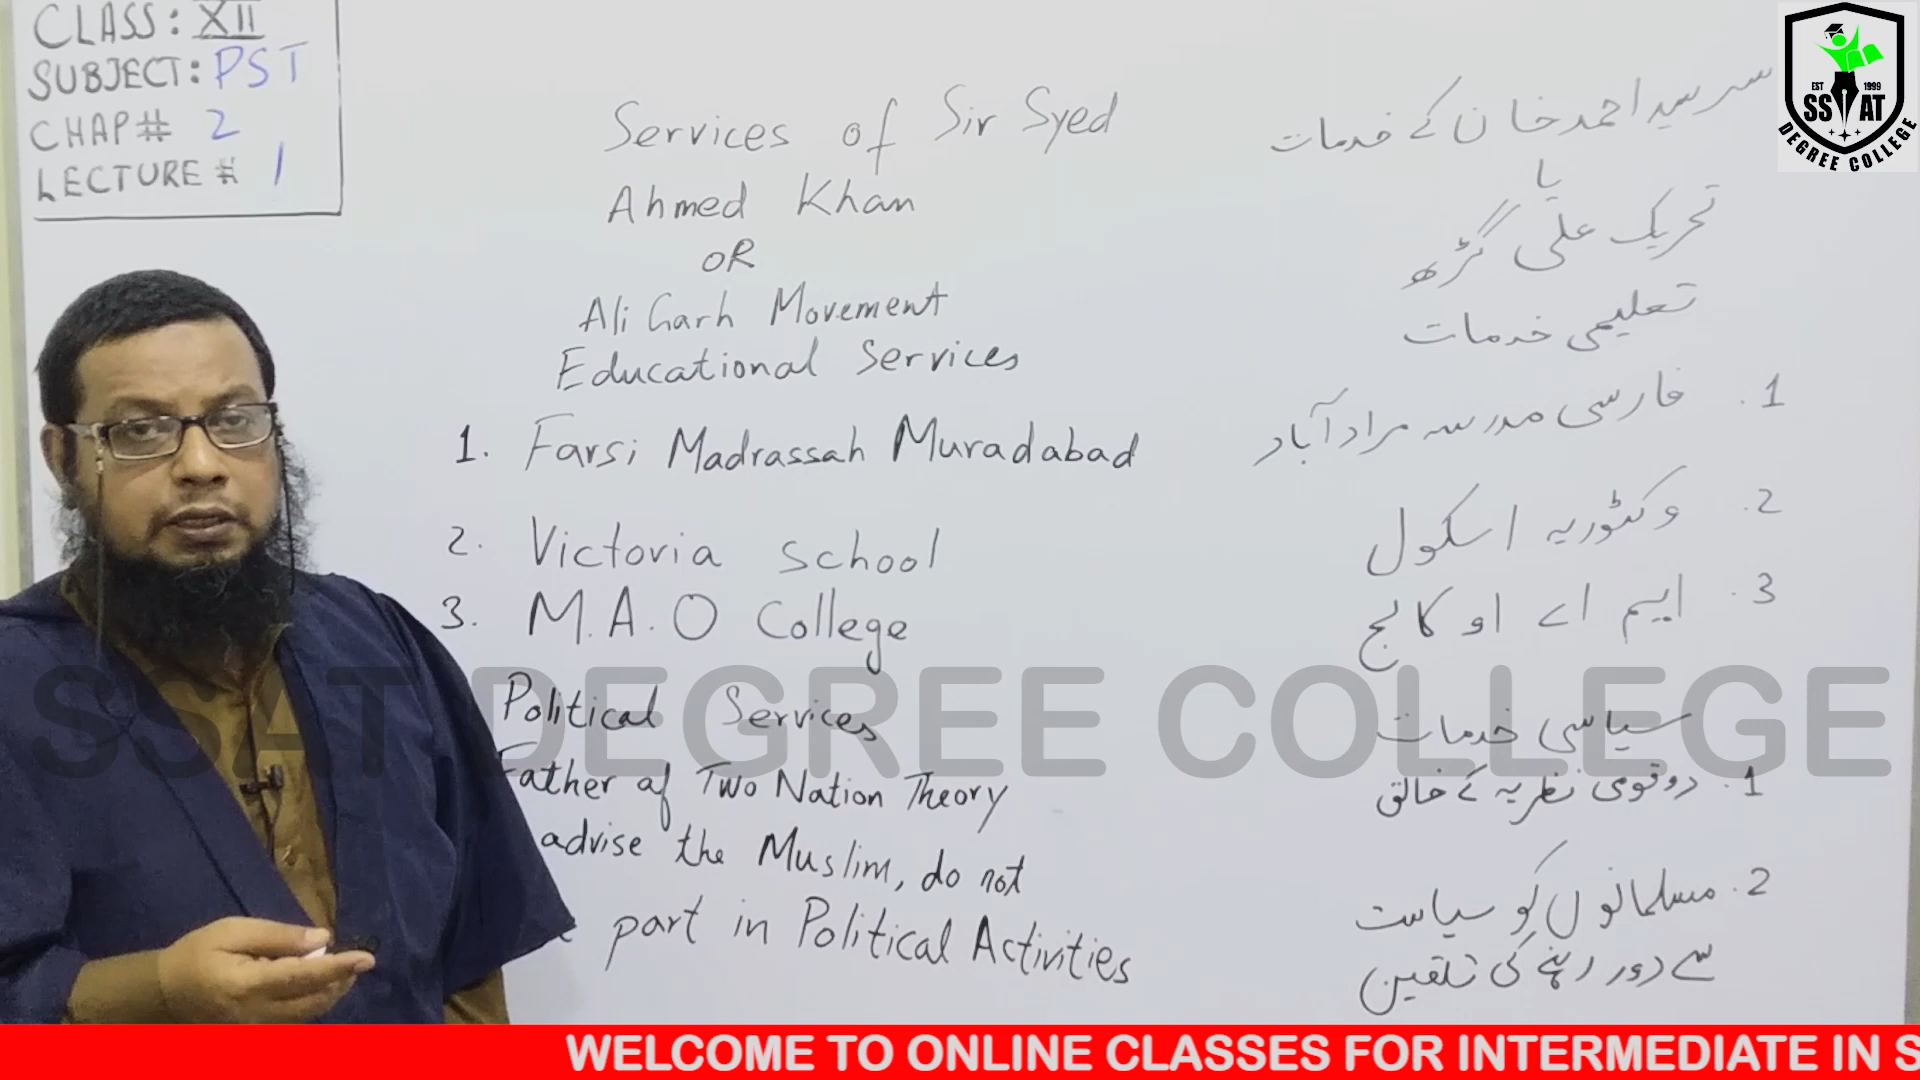 CLASS: XII
SUBJECT: PST
CHAP# 2
LECTURE # 1
Services of Sir Syed
Ahmed Khan
OR
Ali Garh Movement
Educational Services
1. Farsi Madrassah Muradabad
2. Victoria School
3. M.A.O College
Political Services
Father of Two Nation Theory
advise the Muslim, do not
part in Political Activities
سر سید احمد خان کے خدمات
یا
تحریک علی گڑھ
تعلیمی خدمات
1. فارسی مدرسہ مراد آباد
2. وکٹوریہ اسکول
3. ایم اے او کالج
سیاسی خدمات
1. دو قومی نظریہ کے خالق
2. مسلمانوں کو سیاست
سے دور رہنے کی تلقین
EST 1999
SSAT
DEGREE COLLEGE
SSAT DEGREE COLLEGE
WELCOME TO ONLINE CLASSES FOR INTERMEDIATE IN S